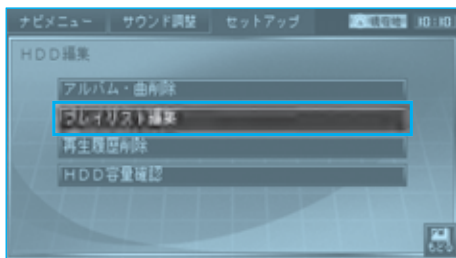 ナビメニュー サウンド調整 セットアップ 現在地 10:10
HDD編集
アルバム・曲削除
プレイリスト編集
再生履歴削除
HDD容量確認
もどる